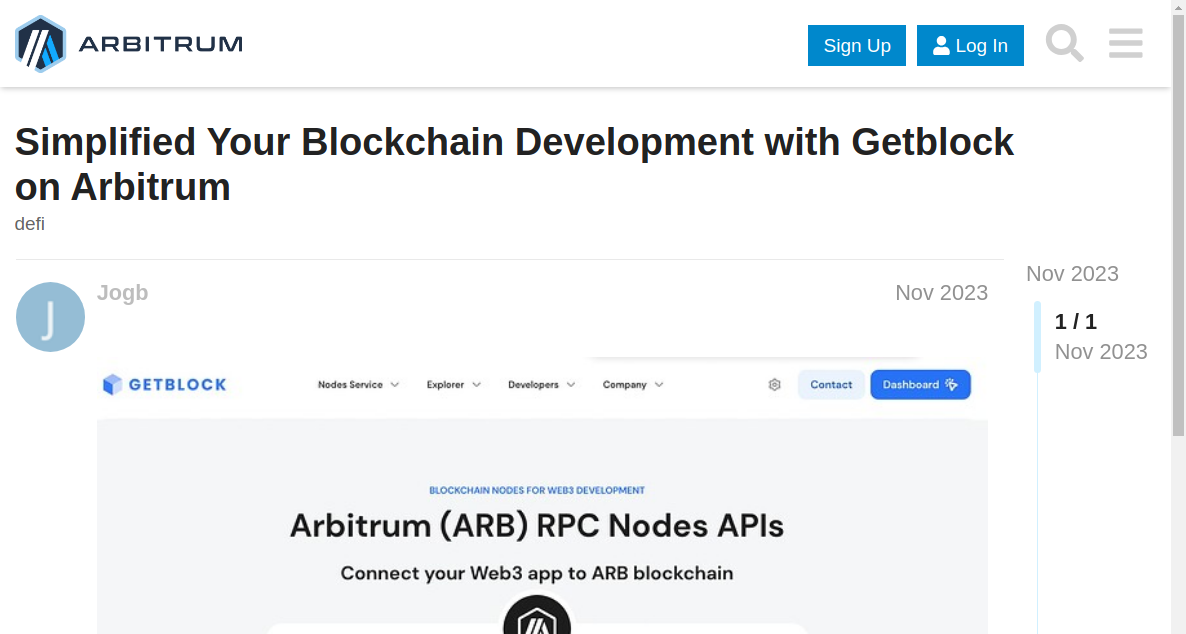 ARBITRUM
Sign Up
Log In
Simplified Your Blockchain Development with Getblock
on Arbitrum
defi
J
Jogb
Nov 2023
Nov 2023
1 / 1
Nov 2023
GETBLOCK
Nodes Service
Explorer
Developers
Company
Contact
Dashboard
BLOCKCHAIN NODES FOR WEB3 DEVELOPMENT
Arbitrum (ARB) RPC Nodes APIs
Connect your Web3 app to ARB blockchain